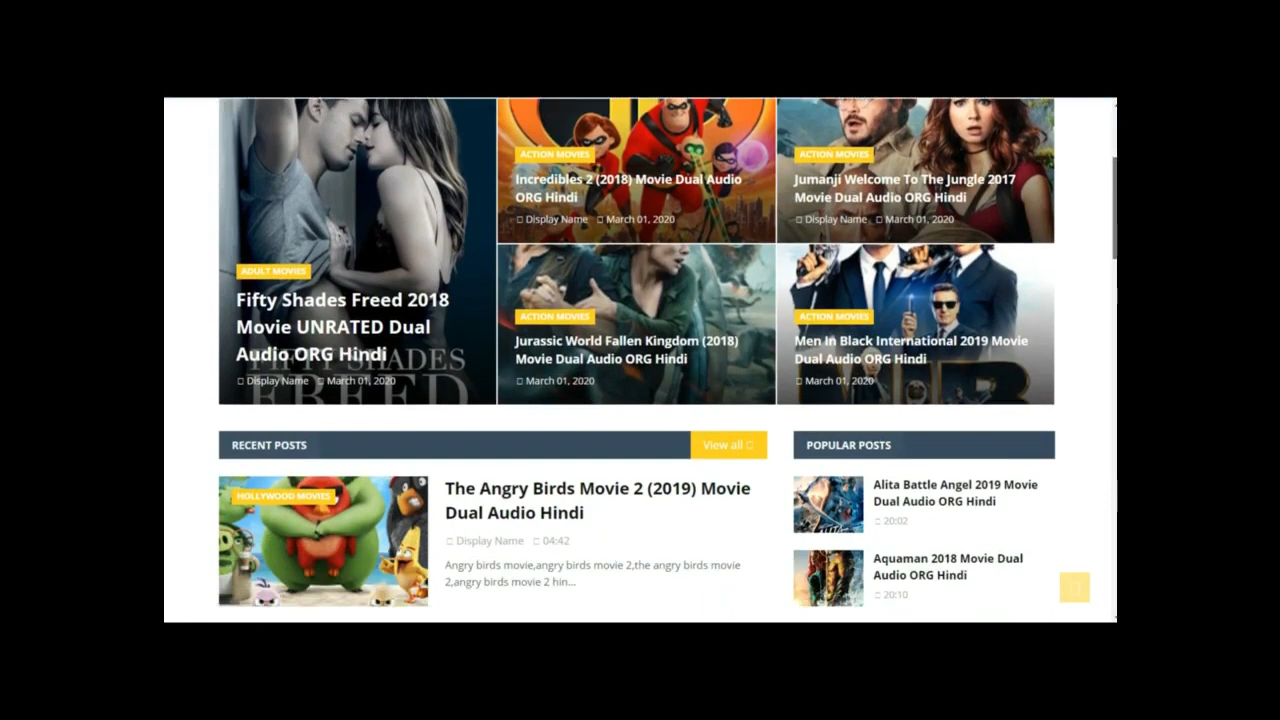 ADULT MOVIES
Fifty Shades Freed 2018
Movie UNRATED Dual
Audio ORG Hindi
Display Name March 01, 2020
FIFTY SHADES
FREED
ACTION MOVIES
Incredibles 2 (2018) Movie Dual Audio
ORG Hindi
Display Name March 01, 2020
ACTION MOVIES
Jumanji Welcome To The Jungle 2017
Movie Dual Audio ORG Hindi
Display Name March 01, 2020
ACTION MOVIES
Jurassic World Fallen Kingdom (2018)
Movie Dual Audio ORG Hindi
March 01, 2020
ACTION MOVIES
Men In Black International 2019 Movie
Dual Audio ORG Hindi
March 01, 2020
MIB
RECENT POSTS
View all
HOLLYWOOD MOVIES
The Angry Birds Movie 2 (2019) Movie
Dual Audio Hindi
Display Name 04:42
Angry birds movie,angry birds movie 2,the angry birds movie
2,angry birds movie 2 hin...
POPULAR POSTS
Alita Battle Angel 2019 Movie
Dual Audio ORG Hindi
20:02
Aquaman 2018 Movie Dual
Audio ORG Hindi
20:10